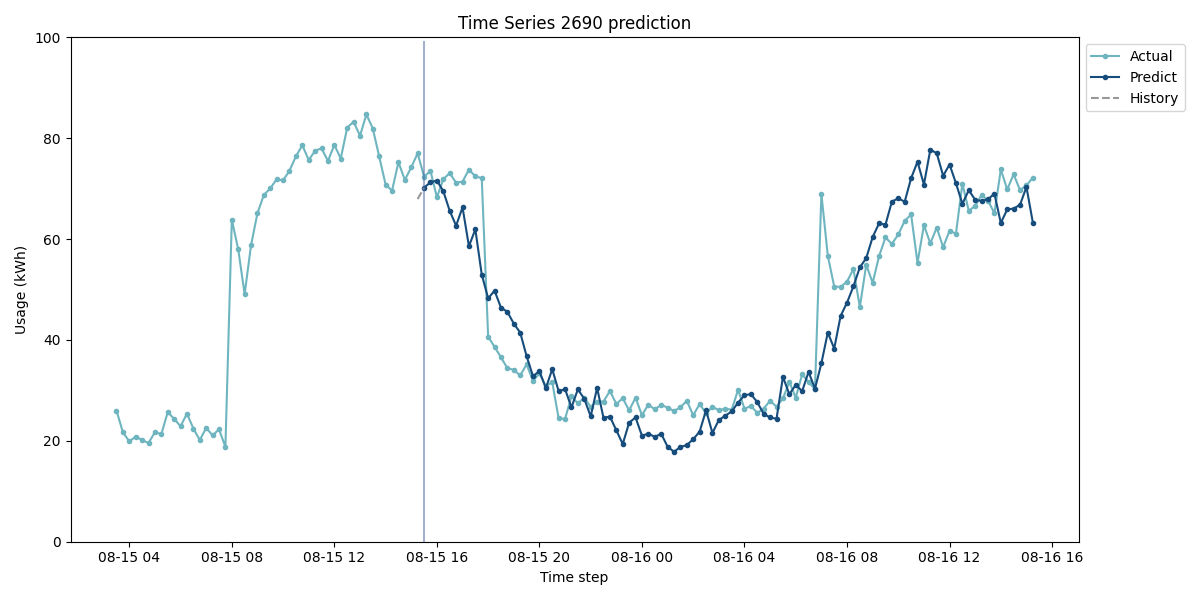 Time Series 2690 prediction
100
80
60
40
20
0
Usage (kWh)
08-15 04
08-15 08
08-15 12
08-15 16
08-15 20
08-16 00
08-16 04
08-16 08
08-16 12
08-16 16
Time step
Actual
Predict
History